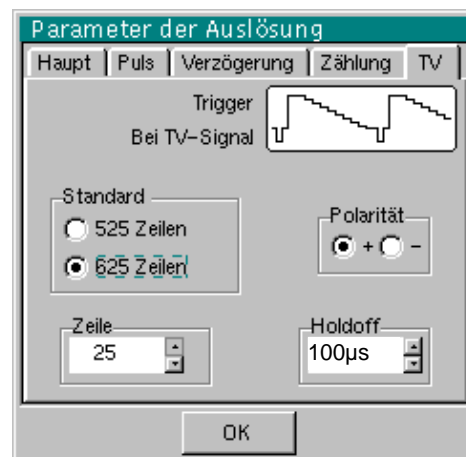 Parameter der Auslösung
Haupt Puls Verzögerung Zählung TV
Trigger
Bei TV-Signal
Standard
525 Zeilen
625 Zeilen
Polarität
+ -
Zeile
25
Holdoff
100µs
OK